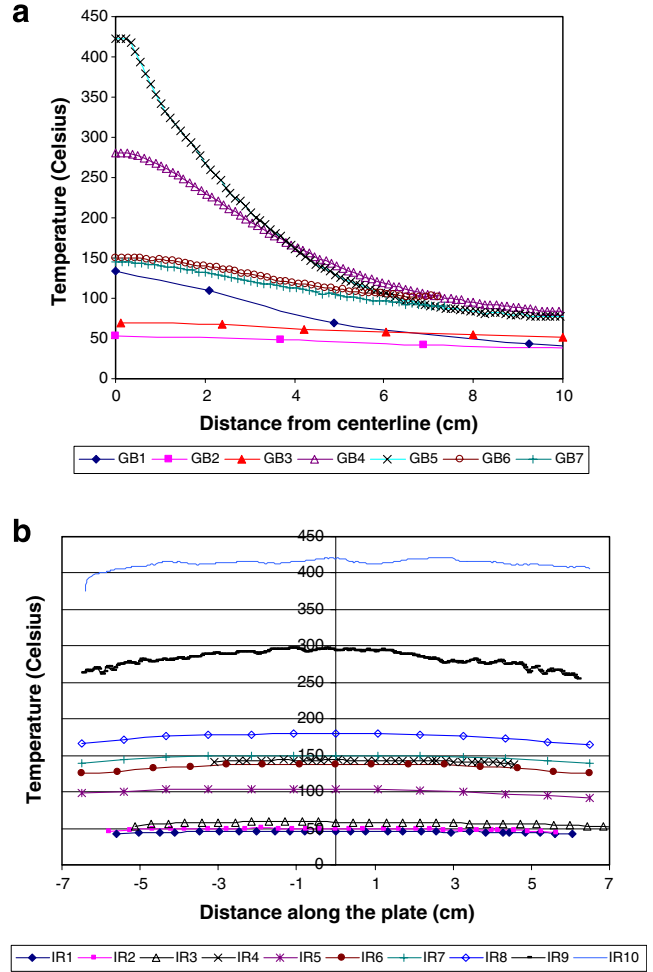 a
450
400
350
300
250
200
150
100
50
0
Temperature (Celsius)
0 2 4 6 8 10
Distance from centerline (cm)
GB1 GB2 GB3 GB4 GB5 GB6 GB7
b
450
400
350
300
250
200
150
100
50
0
Temperature (Celsius)
-7 -5 -3 -1 1 3 5 7
Distance along the plate (cm)
IR1 IR2 IR3 IR4 IR5 IR6 IR7 IR8 IR9 IR10